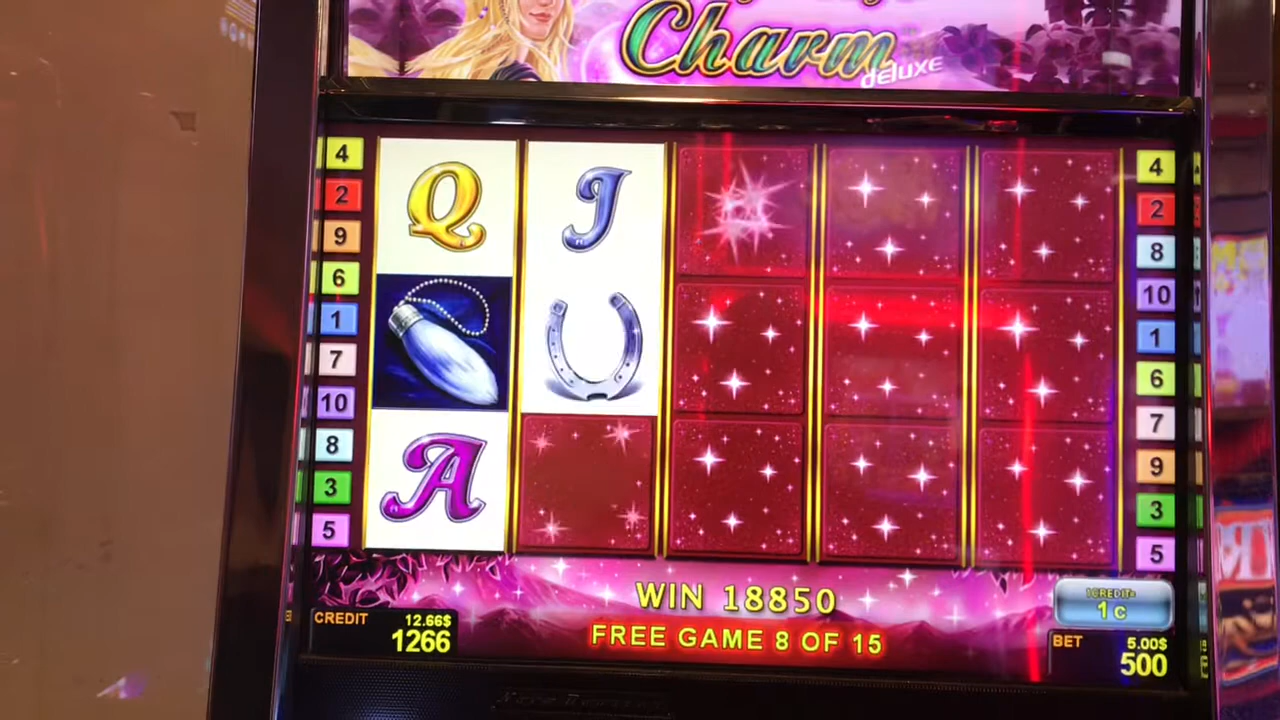 Charm
deluxe
4
4
2
2
9
8
6
10
1
1
7
6
10
7
8
9
3
3
5
5
Q
J
A
WIN 18850
FREE GAME 8 OF 15
CREDIT 12.66$
1266
1CREDIT=
1 c
BET 5.00$
500